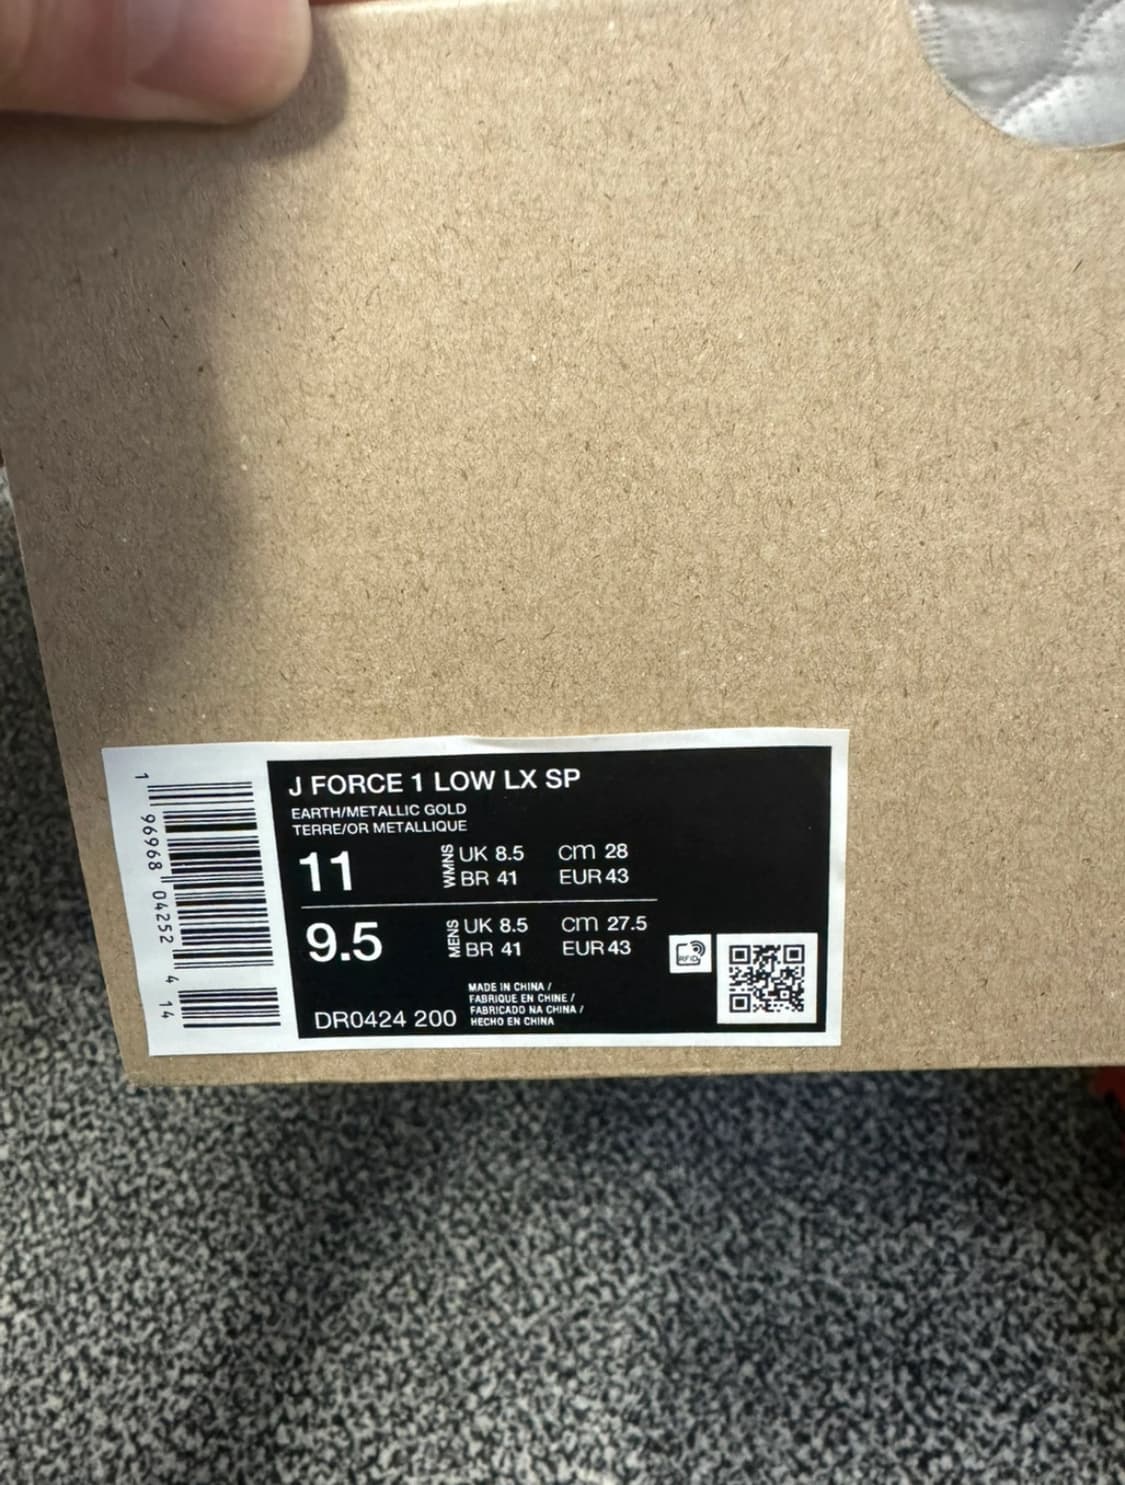 J FORCE 1 LOW LX SP
EARTH/METALLIC GOLD
TERRE/OR METALLIQUE
11 WMNS UK 8.5 cm 28
BR 41 EUR 43
9.5 MENS UK 8.5 cm 27.5
BR 41 EUR 43
RFID
MADE IN CHINA /
FABRIQUE EN CHINE /
FABRICADO NA CHINA /
HECHO EN CHINA
DR0424 200
1 96968 04252 4 14